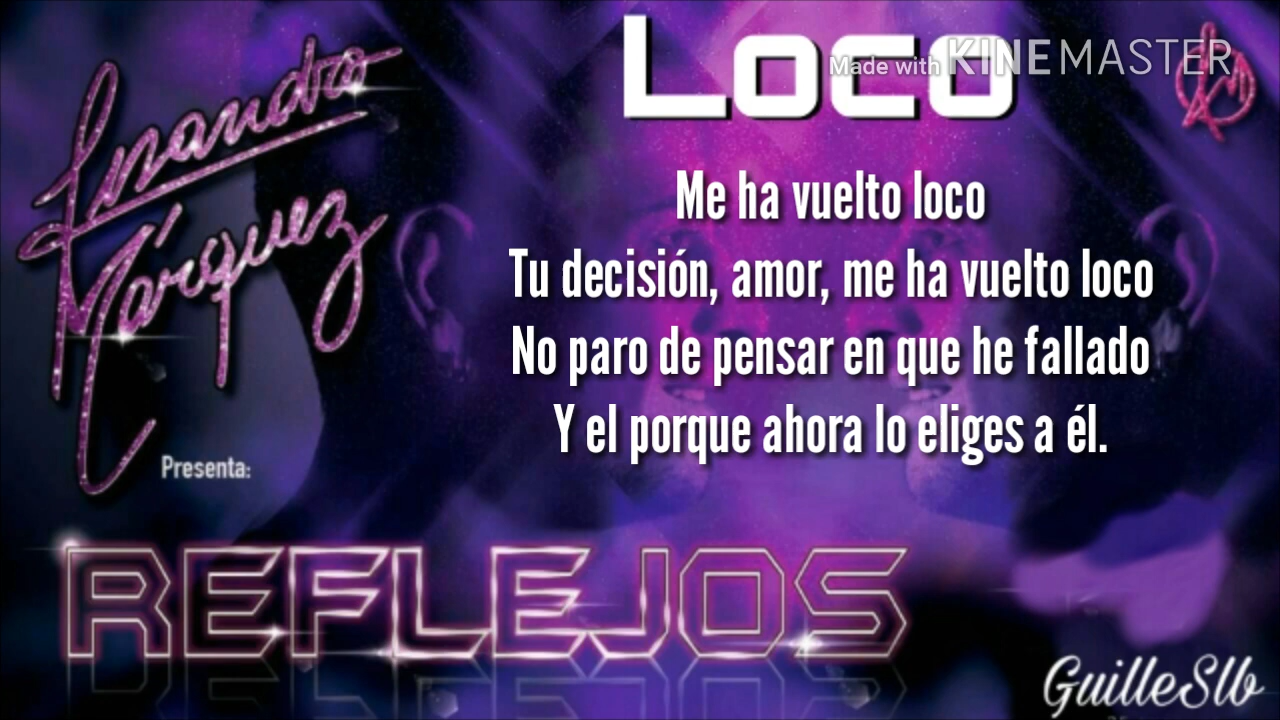 Loco
Made with KINEMASTER
Lisandro
Márquez
Me ha vuelto loco
Tu decisión, amor, me ha vuelto loco
No paro de pensar en que he fallado
Y el porque ahora lo eliges a él.
Presenta:
REFLEJOS
GuilleSlb